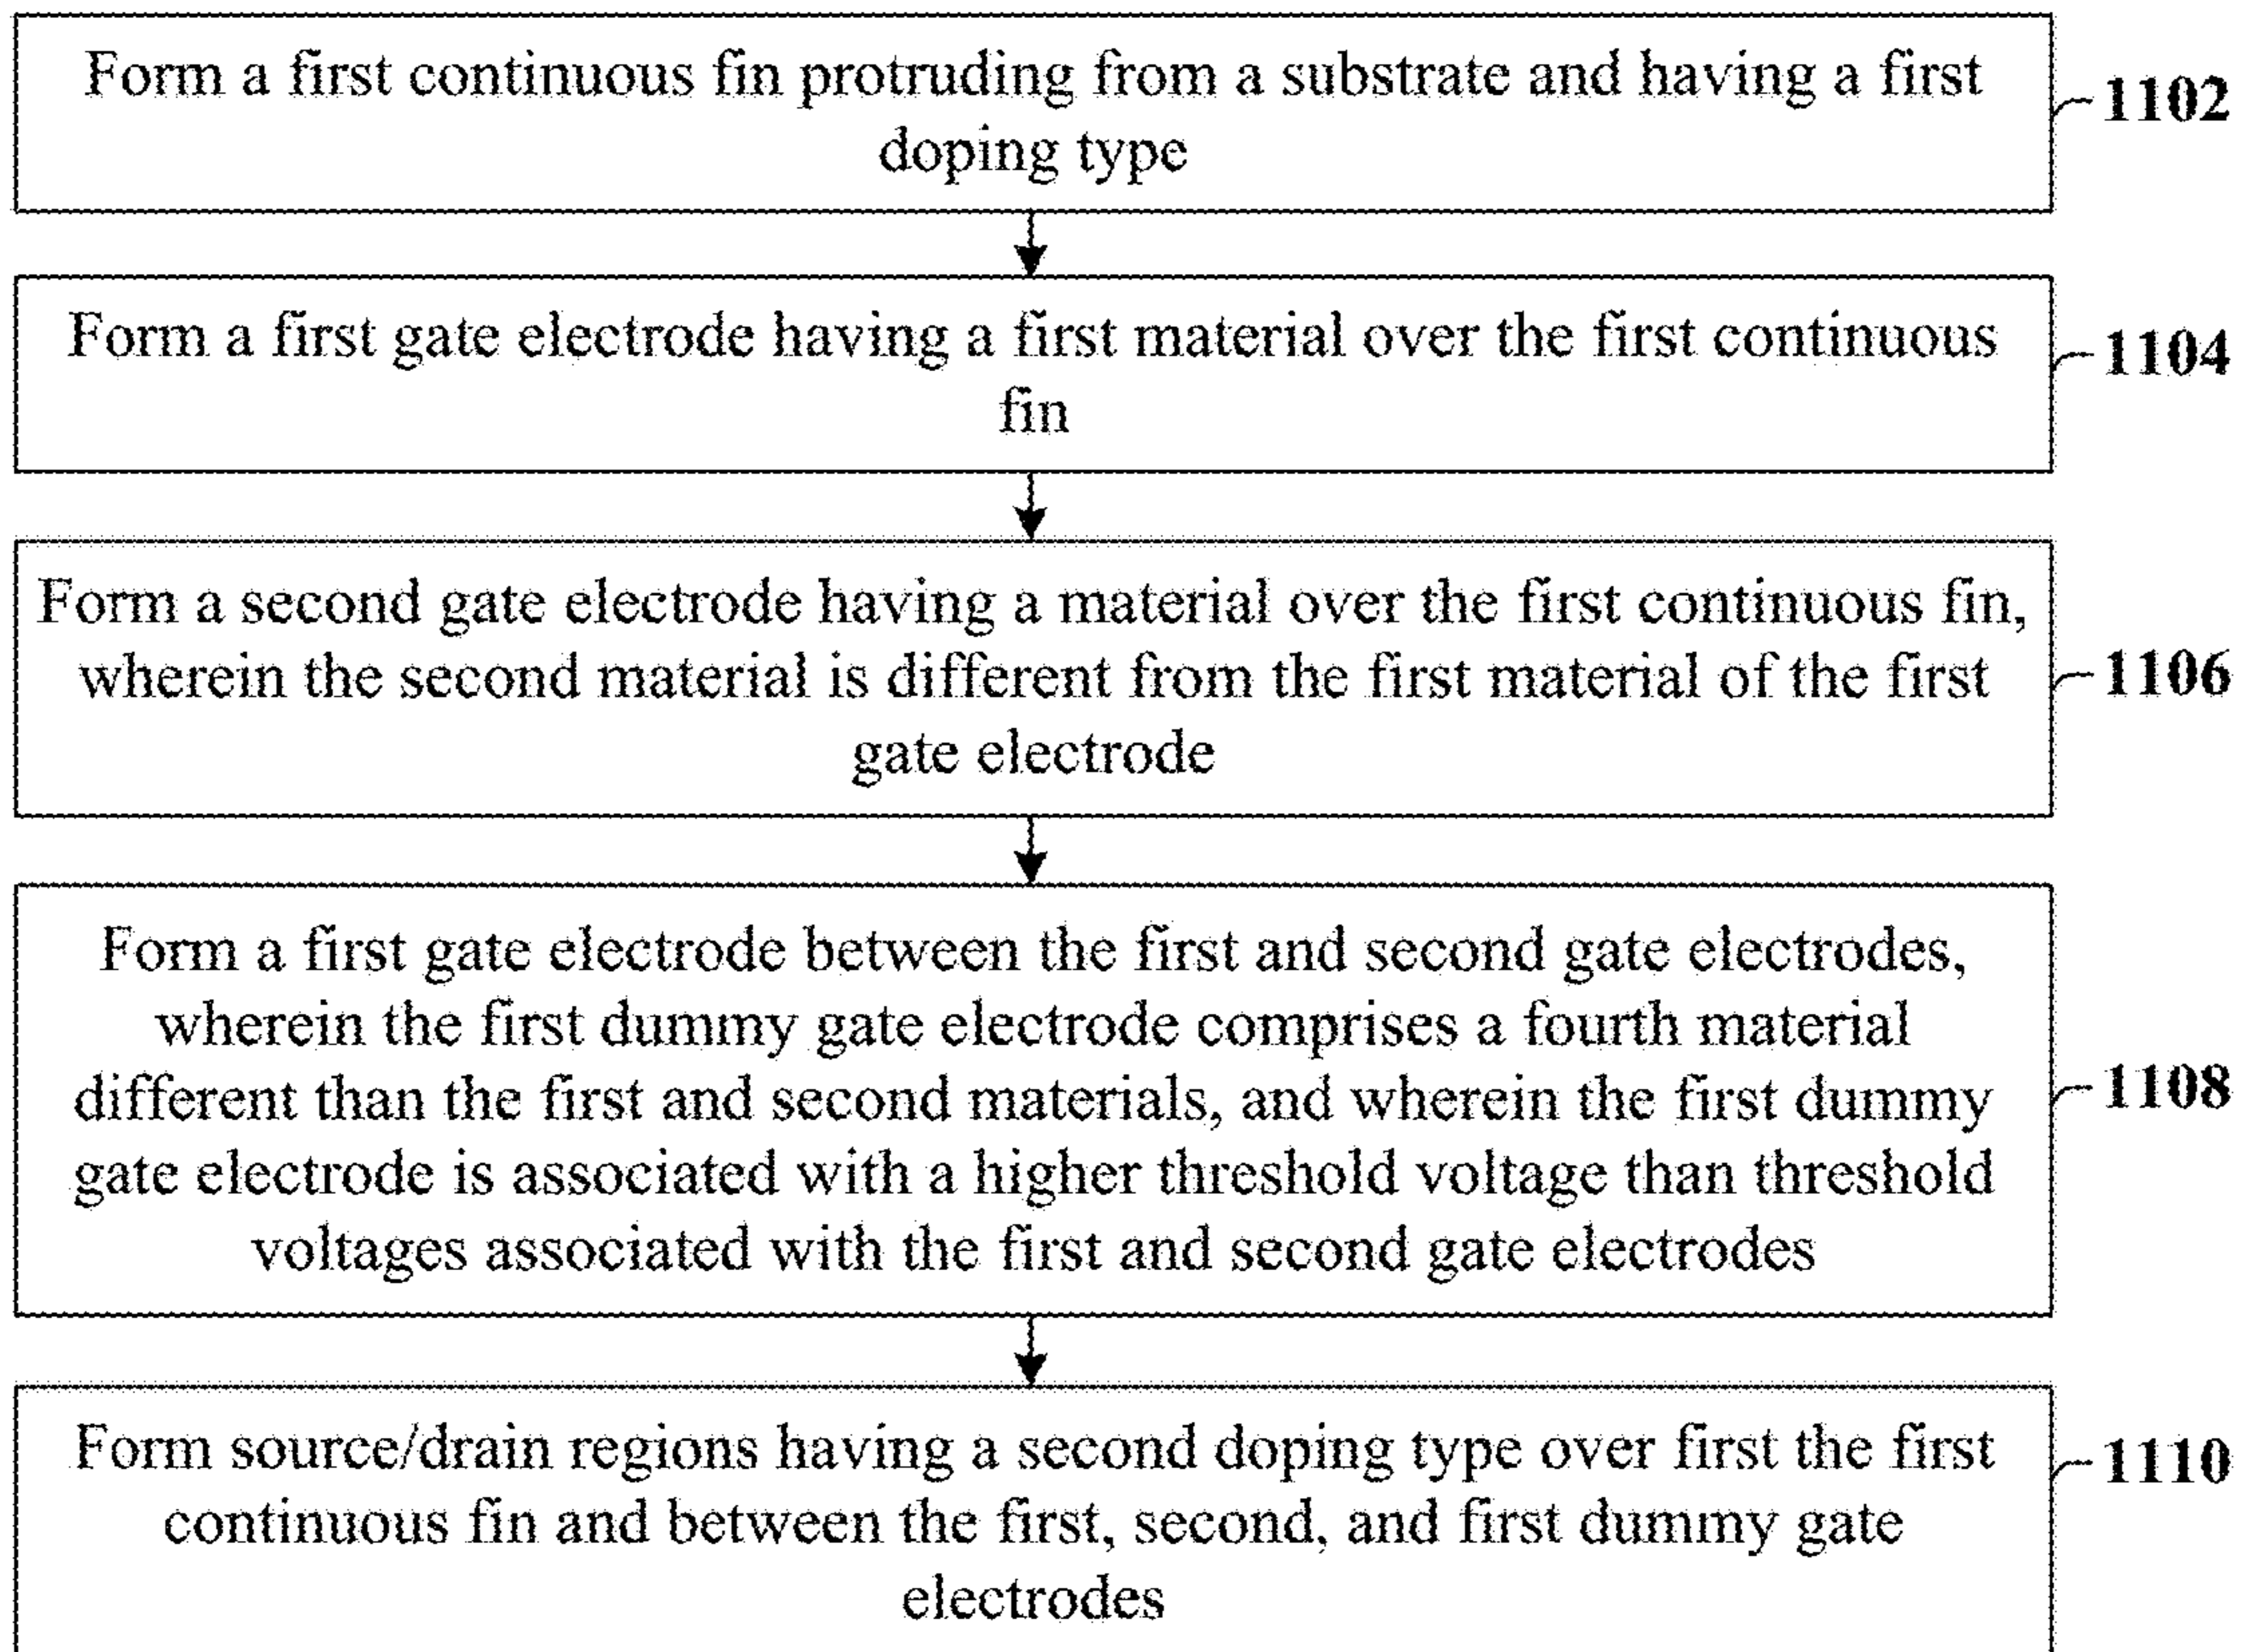 Form a first continuous fin protruding from a substrate and having a first
doping type
1102
Form a first gate electrode having a first material over the first continuous
fin
1104
Form a second gate electrode having a material over the first continuous fin,
wherein the second material is different from the first material of the first
gate electrode
1106
Form a first gate electrode between the first and second gate electrodes,
wherein the first dummy gate electrode comprises a fourth material
different than the first and second materials, and wherein the first dummy
gate electrode is associated with a higher threshold voltage than threshold
voltages associated with the first and second gate electrodes
1108
Form source/drain regions having a second doping type over first the first
continuous fin and between the first, second, and first dummy gate
electrodes
1110